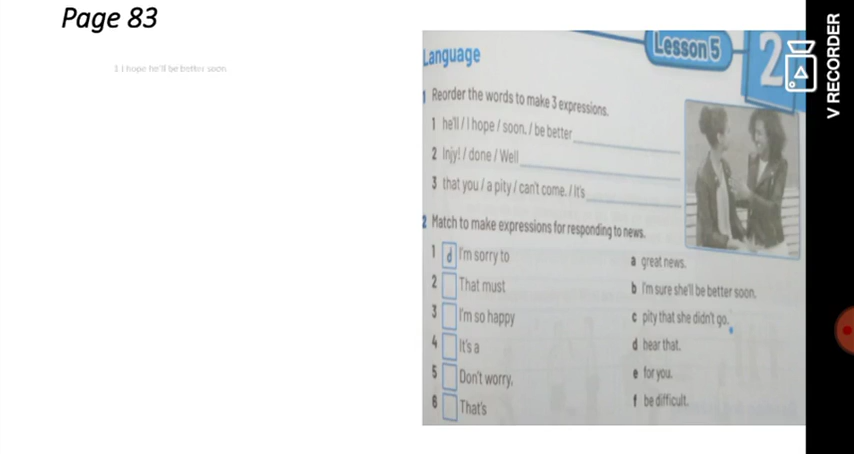 Page 83
1 I hope he'll be better soon
Lesson 5
2
Language
1 Reorder the words to make 3 expressions.
1 he'll / I hope / soon. / be better
2 Injy! / done / Well
3 that you / a pity / can't come. / It's
2 Match to make expressions for responding to news.
1 d I'm sorry to
2 That must
3 I'm so happy
4 It's a
5 Don't worry,
6 That's
a great news.
b I'm sure she'll be better soon.
c pity that she didn't go.
d hear that.
e for you.
f be difficult.
V RECORDER